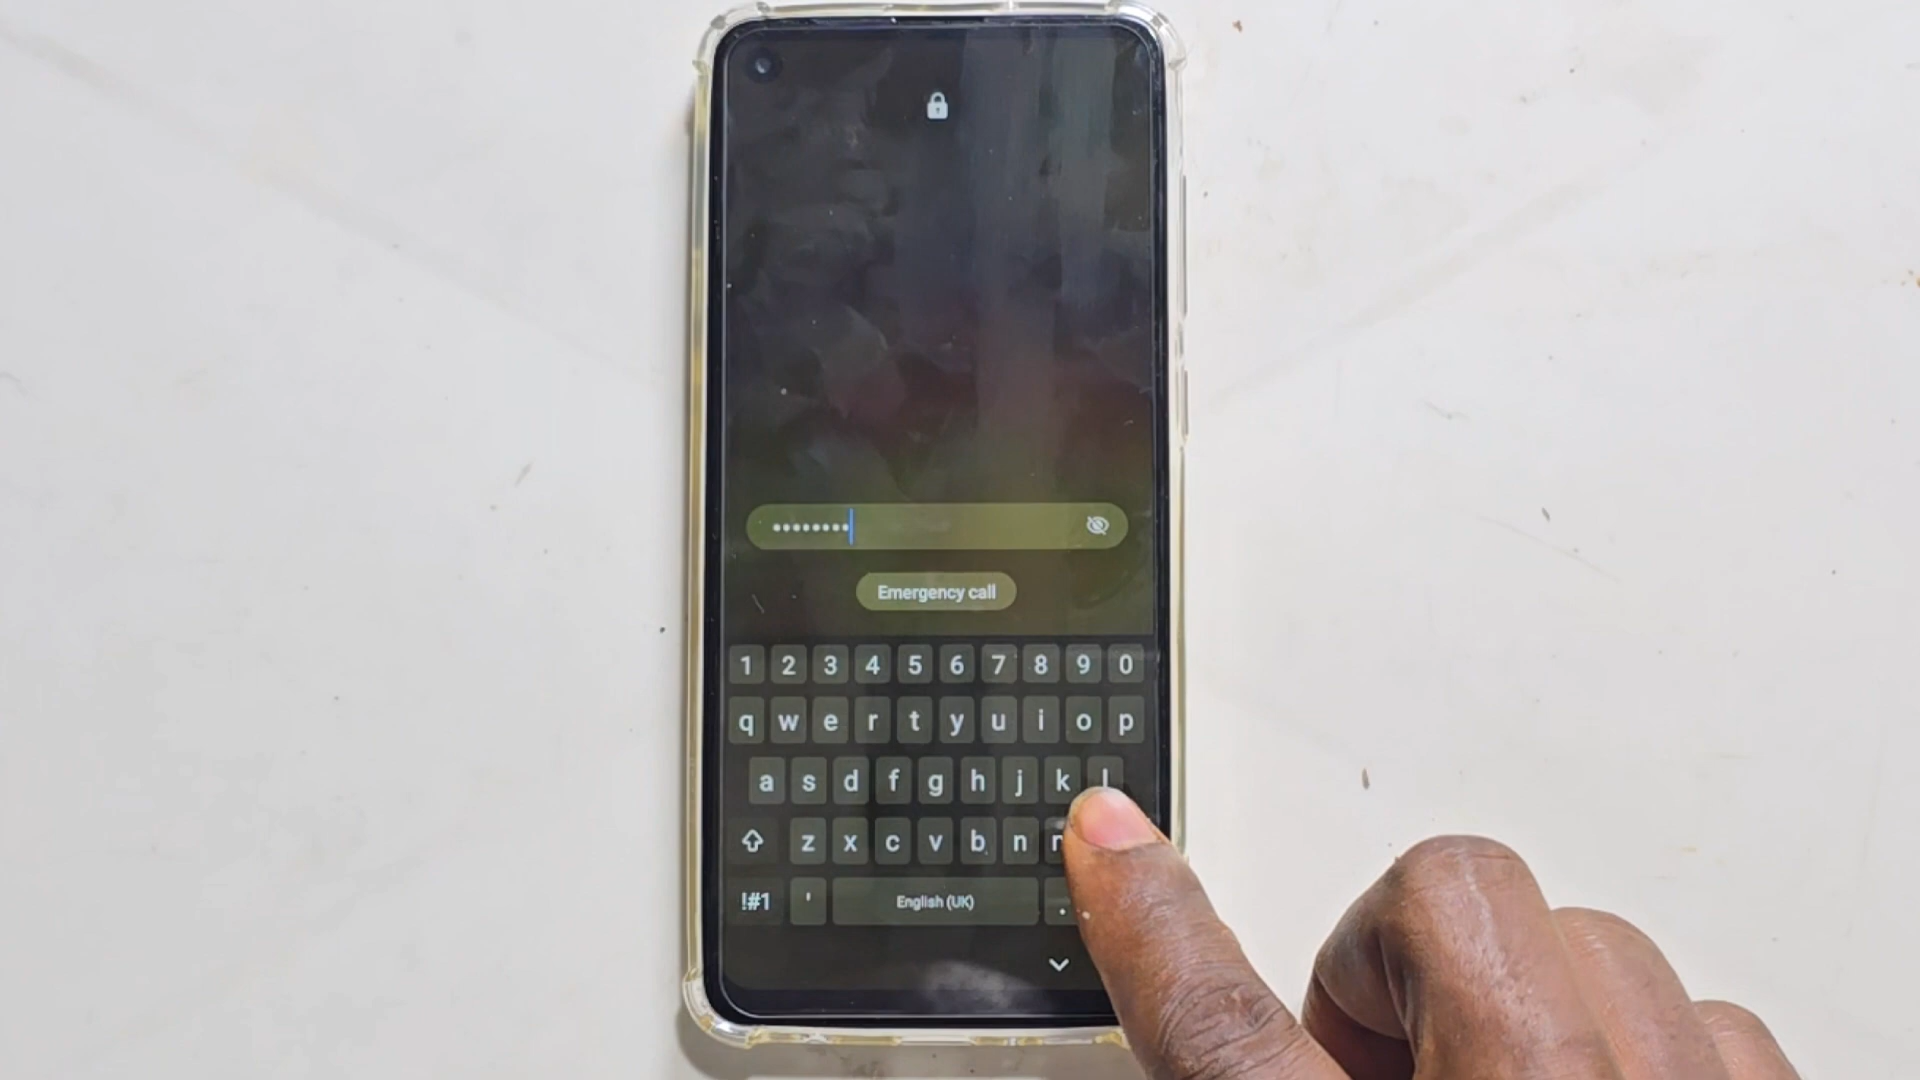 ••••••••
Emergency call
1 2 3 4 5 6 7 8 9 0
q w e r t y u i o p
a s d f g h j k l
z x c v b n
!#1 ' English (UK) .